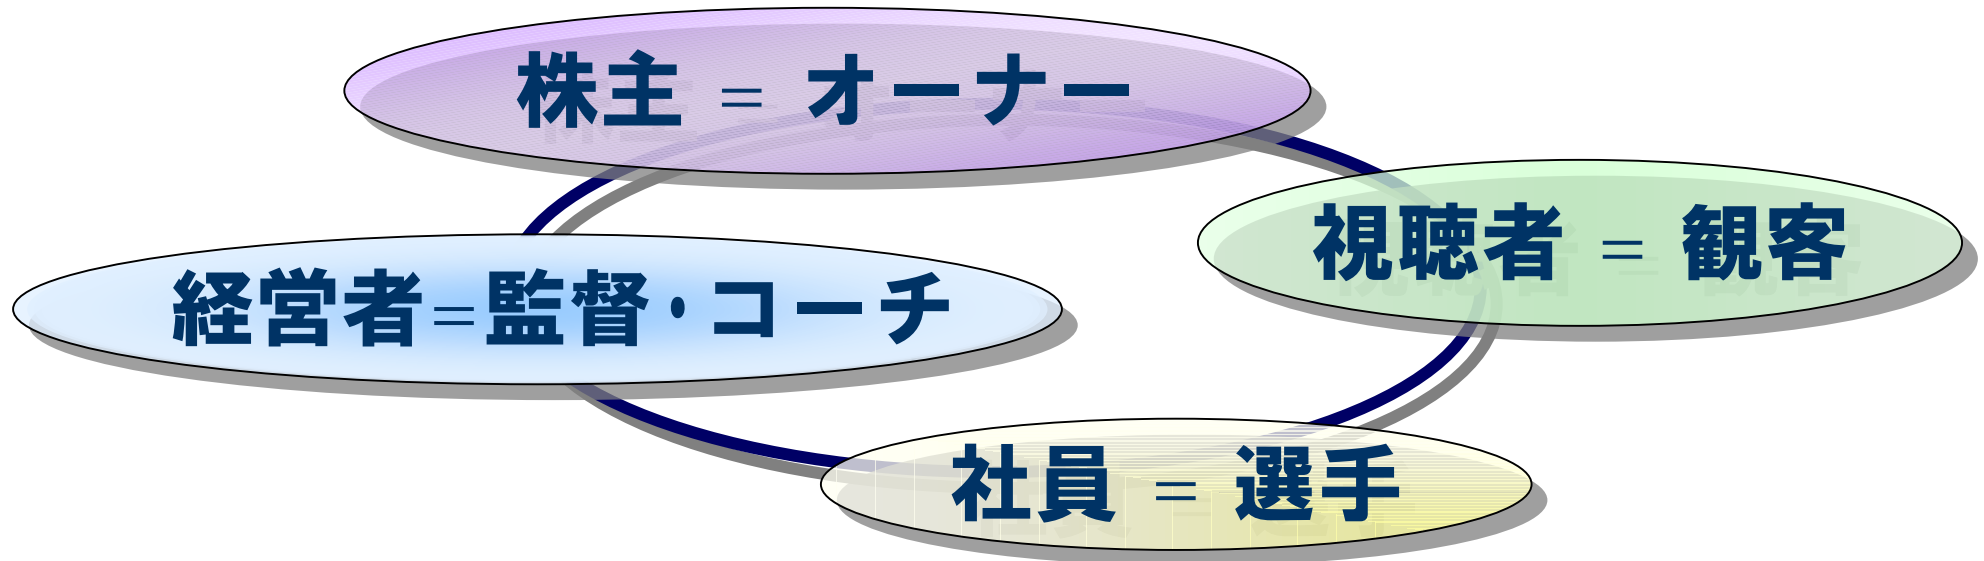 株主 = オーナー
視聴者 = 観客
経営者=監督・コーチ
社員 = 選手